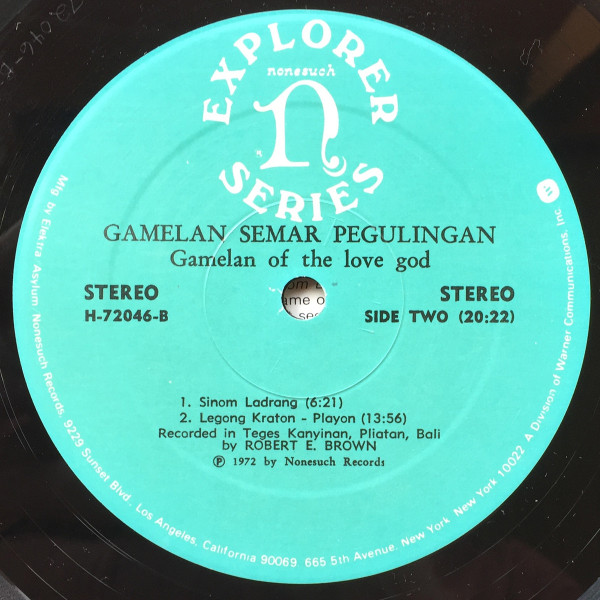 EXPLORER
nonesuch
n
SERIES
GAMELAN SEMAR PEGULINGAN
Gamelan of the love god
STEREO
H-72046-B
STEREO
SIDE TWO (20:22)
1. Sinom Ladrang (6:21)
2. Legong Kraton - Playon (13:56)
Recorded in Teges Kanyinan, Pliatan, Bali
by ROBERT E. BROWN
℗ 1972 by Nonesuch Records
Mfg by Elektra Asylum Nonesuch Records, 9229 Sunset Blvd., Los Angeles, California 90069. 665 5th Avenue, New York, New York 10022 A Division of Warner Communications, Inc.